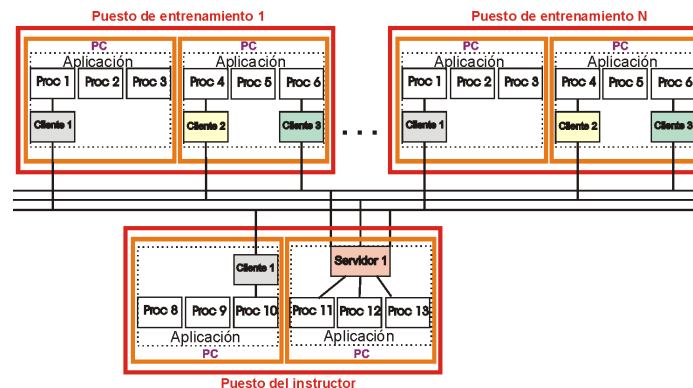 Puesto de entrenamiento 1
Puesto de entrenamiento N
PC PC PC PC
Aplicación Aplicación Aplicación Aplicación
Proc 1 Proc 2 Proc 3 Proc 4 Proc 5 Proc 6 Proc 1 Proc 2 Proc 3 Proc 4 Proc 5 Proc 6
Cliente 1 Cliente 2 Cliente 3 ... Cliente 1 Cliente 2 Cliente 3
Cliente 1 Servidor 1
Proc 8 Proc 9 Proc 10 Proc 11 Proc 12 Proc 13
Aplicación Aplicación
PC PC
Puesto del instructor